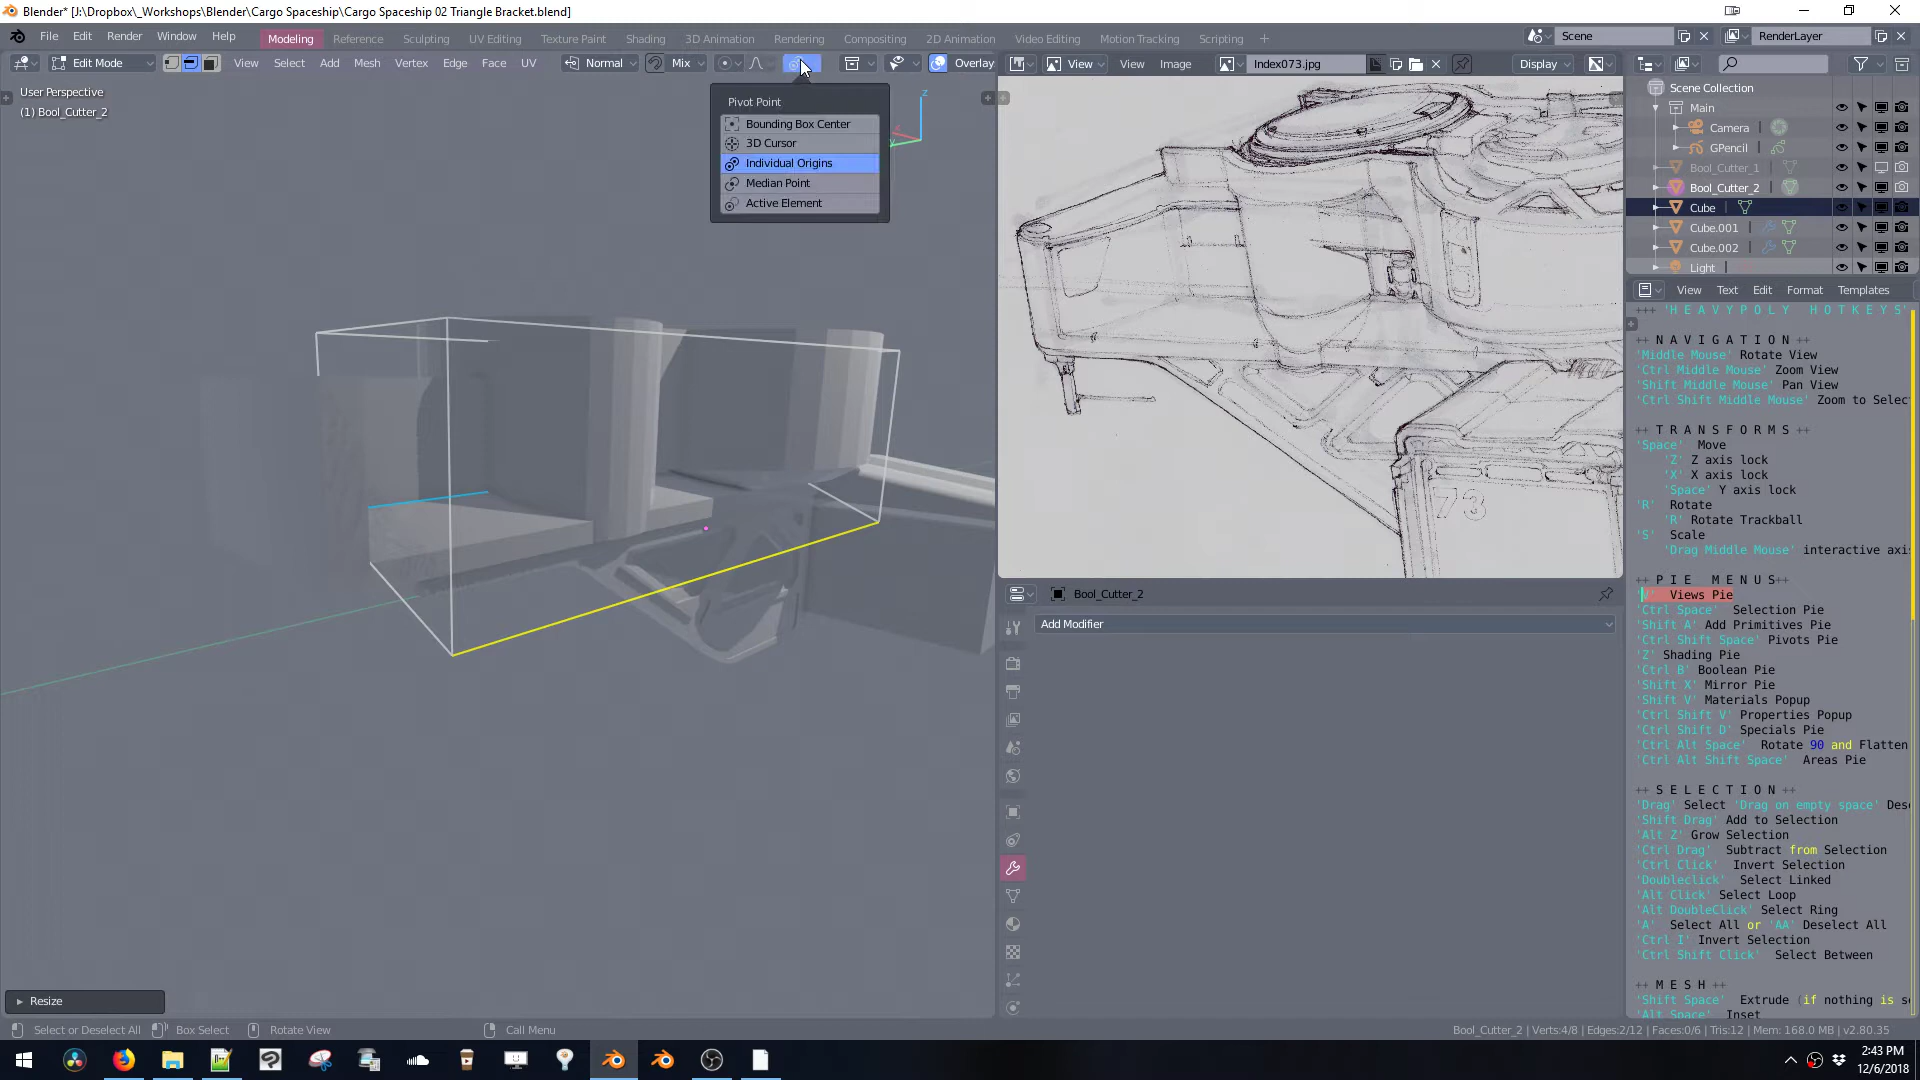 Blender* [J:\Dropbox\_Workshops\Blender\Cargo Spaceship\Cargo Spaceship 02 Triangle Bracket.blend]
File Edit Render Window Help Modeling Reference Sculpting UV Editing Texture Paint Shading 3D Animation Rendering Compositing 2D Animation Video Editing Motion Tracking Scripting Scene RenderLayer
Edit Mode View Select Add Mesh Vertex Edge Face UV Normal Mix Overlay View View Image Index073.jpg Display
User Perspective
(1) Bool_Cutter_2
Z
Pivot Point
Bounding Box Center
3D Cursor
Individual Origins
Median Point
Active Element
73
Scene Collection
Main
Camera
GPencil
Bool_Cutter_1
Bool_Cutter_2
Cube
Cube.001
Cube.002
Light
View Text Edit Format Templates
+++ 'H E A V Y P O L Y   H O T K E Y S'
++ N A V I G A T I O N ++
'Middle Mouse' Rotate View
'Ctrl Middle Mouse' Zoom View
'Shift Middle Mouse' Pan View
'Ctrl Shift Middle Mouse' Zoom to Selec
++ T R A N S F O R M S ++
'Space' Move
'Z' Z axis lock
'X' X axis lock
'Space' Y axis lock
'R' Rotate
'R' Rotate Trackball
'S' Scale
'Drag Middle Mouse' interactive axi
++ P I E   M E N U S++
'V' Views Pie
'Ctrl Space' Selection Pie
'Shift A' Add Primitives Pie
'Ctrl Shift Space' Pivots Pie
'Z' Shading Pie
'Ctrl B' Boolean Pie
'Shift X' Mirror Pie
'Shift V' Materials Popup
'Ctrl Shift V' Properties Popup
'Ctrl Shift D' Specials Pie
'Ctrl Alt Space' Rotate 90 and Flatten
'Ctrl Alt Shift Space' Areas Pie
++ S E L E C T I O N ++
'Drag' Select 'Drag on empty space' Des
'Shift Drag' Add to Selection
'Alt Z' Grow Selection
'Ctrl Drag' Subtract from Selection
'Ctrl Click' Invert Selection
'Doubleclick' Select Linked
'Alt Click' Select Loop
'Alt DoubleClick' Select Ring
'A' Select All or 'AA' Deselect All
'Ctrl I' Invert Selection
'Ctrl Shift Click' Select Between
++ M E S H ++
'Shift Space' Extrude (if nothing is se
'Alt Space' Inset
Bool_Cutter_2
Add Modifier
Resize
Select or Deselect All Box Select Rotate View Call Menu Bool_Cutter_2 | Verts:4/8 | Edges:2/12 | Faces:0/6 | Tris:12 | Mem: 168.0 MB | v2.80.35
2:43 PM
12/6/2018